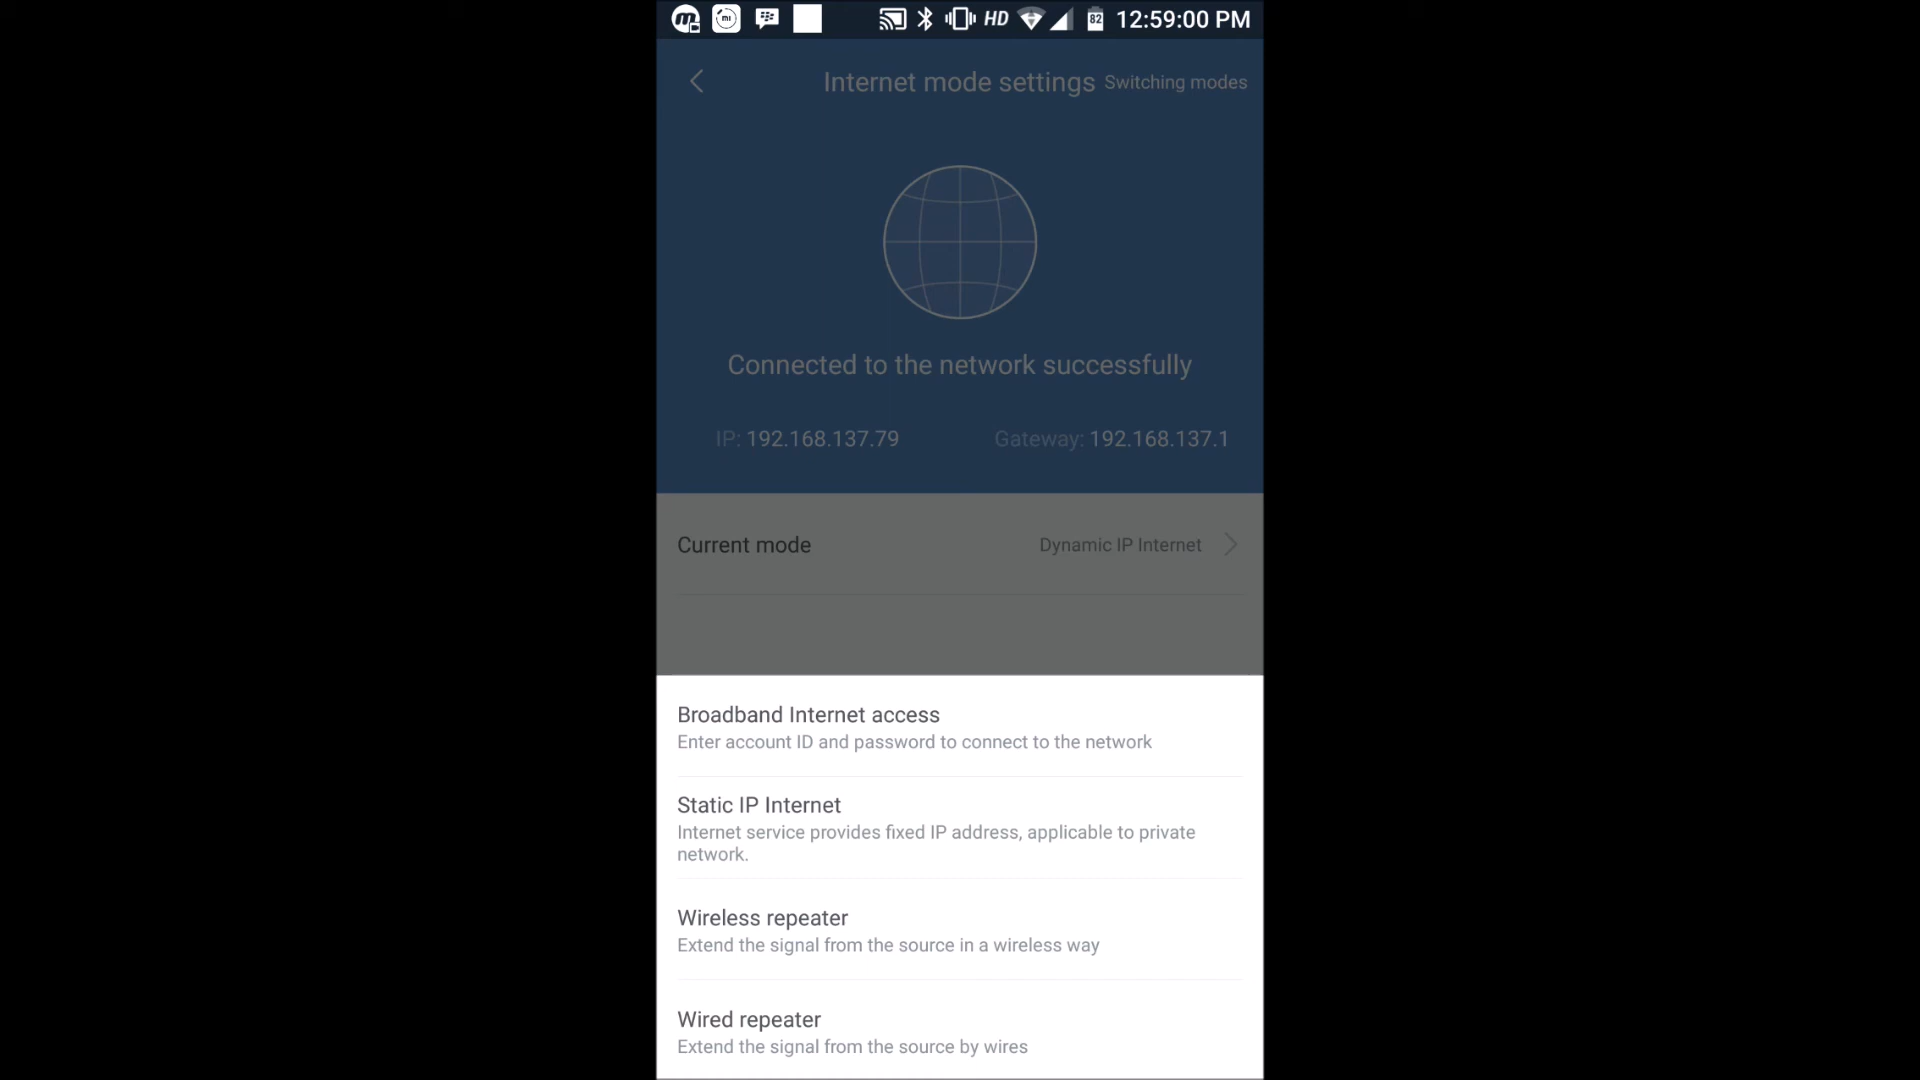 HD 82 12:59:00 PM
Internet mode settings Switching modes
Connected to the network successfully
IP: 192.168.137.79 Gateway: 192.168.137.1
Current mode Dynamic IP Internet
Broadband Internet access
Enter account ID and password to connect to the network
Static IP Internet
Internet service provides fixed IP address, applicable to private
network.
Wireless repeater
Extend the signal from the source in a wireless way
Wired repeater
Extend the signal from the source by wires